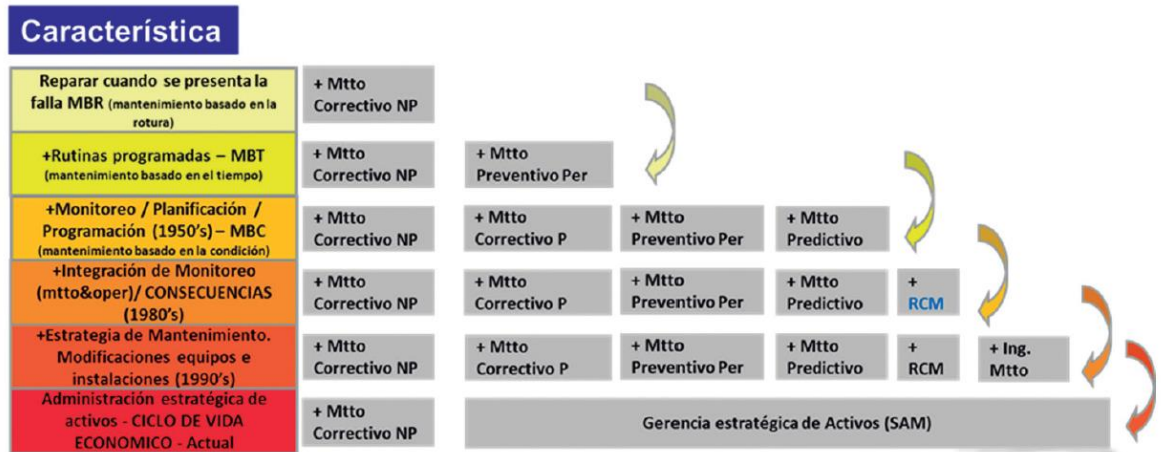 Característica
Reparar cuando se presenta la
falla MBR (mantenimiento basado en la
rotura)
+ Mtto
Correctivo NP
+Rutinas programadas – MBT
(mantenimiento basado en el tiempo)
+ Mtto
Correctivo NP
+ Mtto
Preventivo Per
+Monitoreo / Planificación /
Programación (1950's) – MBC
(mantenimiento basado en la condición)
+ Mtto
Correctivo NP
+ Mtto
Correctivo P
+ Mtto
Preventivo Per
+ Mtto
Predictivo
+Integración de Monitoreo
(mtto&oper)/ CONSECUENCIAS
(1980's)
+ Mtto
Correctivo NP
+ Mtto
Correctivo P
+ Mtto
Preventivo Per
+ Mtto
Predictivo
+
RCM
+Estrategia de Mantenimiento.
Modificaciones equipos e
instalaciones (1990's)
+ Mtto
Correctivo NP
+ Mtto
Correctivo P
+ Mtto
Preventivo Per
+ Mtto
Predictivo
+
RCM
+ Ing.
Mtto
Administración estratégica de
activos - CICLO DE VIDA
ECONOMICO - Actual
+ Mtto
Correctivo NP
Gerencia estratégica de Activos (SAM)